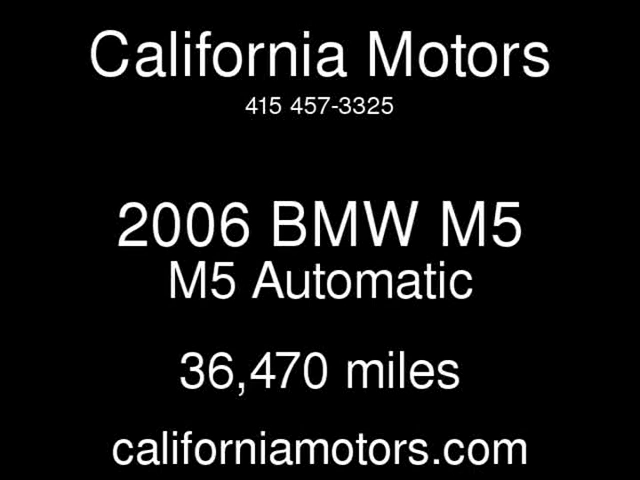 California Motors
415 457-3325
2006 BMW M5
M5 Automatic
36,470 miles
californiamotors.com